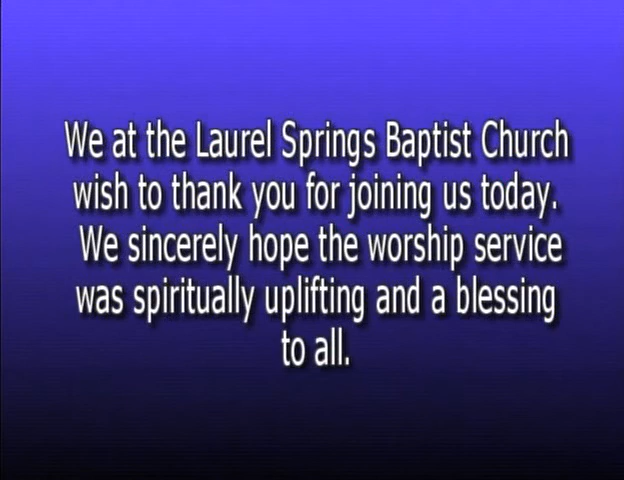 We at the Laurel Springs Baptist Church
wish to thank you for joining us today.
We sincerely hope the worship service
was spiritually uplifting and a blessing
to all.